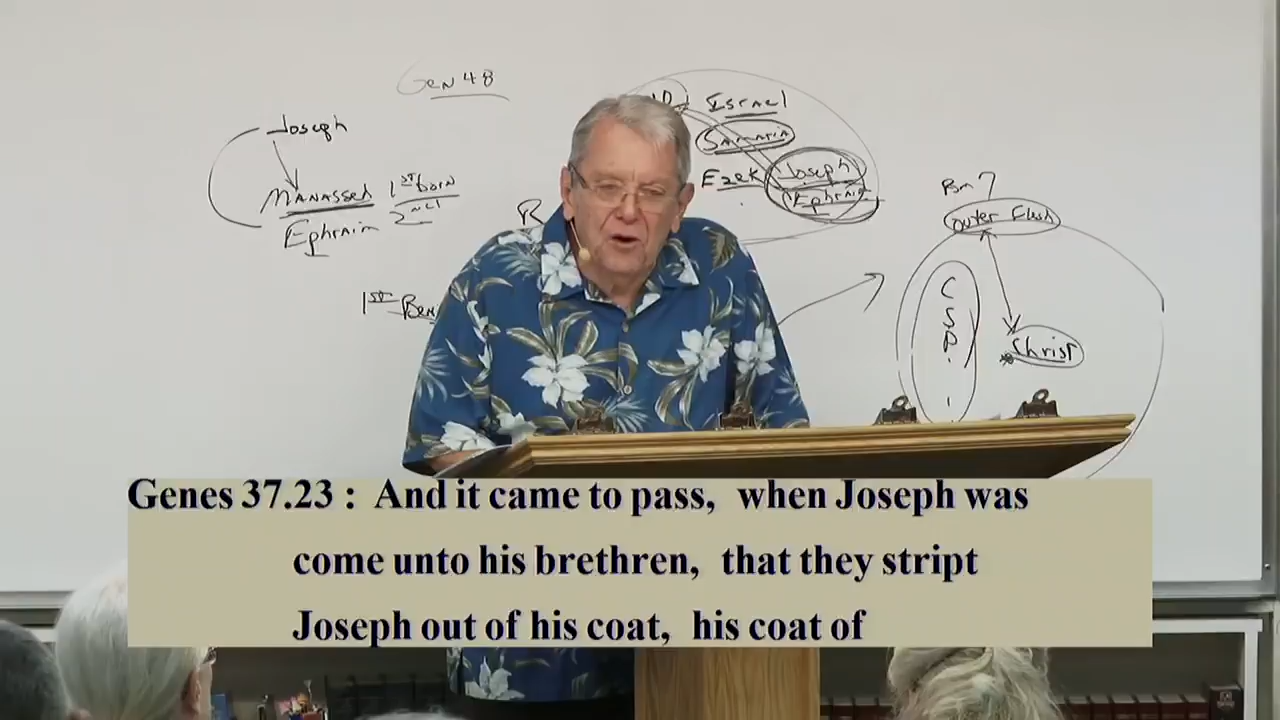 Gen 48
Joseph
Manasseh 1ST born
Ephraim 2nd
1ST
R
Israel
Samaria
Ezek Joseph
Ephraim
Rm 7
outer Flesh
C
S
P
Christ
Genes 37.23 : And it came to pass, when Joseph was
come unto his brethren, that they stript
Joseph out of his coat, his coat of